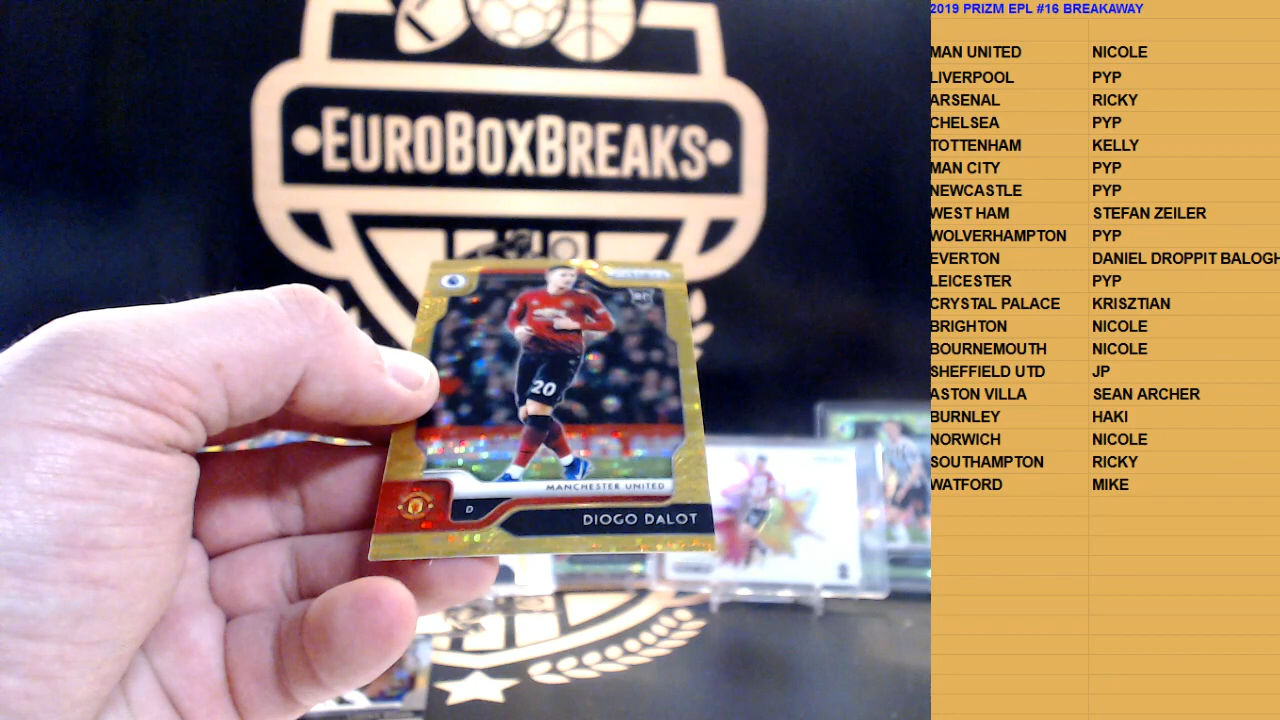 EUROBOXBREAKS
20
MANCHESTER UNITED
D
DIOGO DALOT
2019 PRIZM EPL #16 BREAKAWAY
MAN UNITED NICOLE
LIVERPOOL PYP
ARSENAL RICKY
CHELSEA PYP
TOTTENHAM KELLY
MAN CITY PYP
NEWCASTLE PYP
WEST HAM STEFAN ZEILER
WOLVERHAMPTON PYP
EVERTON DANIEL DROPPIT BALOGH
LEICESTER PYP
CRYSTAL PALACE KRISZTIAN
BRIGHTON NICOLE
BOURNEMOUTH NICOLE
SHEFFIELD UTD JP
ASTON VILLA SEAN ARCHER
BURNLEY HAKI
NORWICH NICOLE
SOUTHAMPTON RICKY
WATFORD MIKE